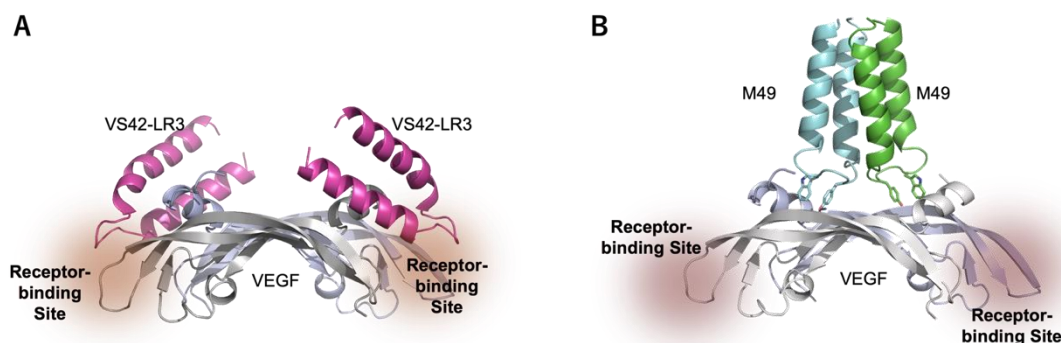 A
VS42-LR3
VS42-LR3
Receptor-
binding
Site
VEGF
Receptor-
binding
Site
B
M49
M49
Receptor-
binding Site
VEGF
Receptor-
binding Site